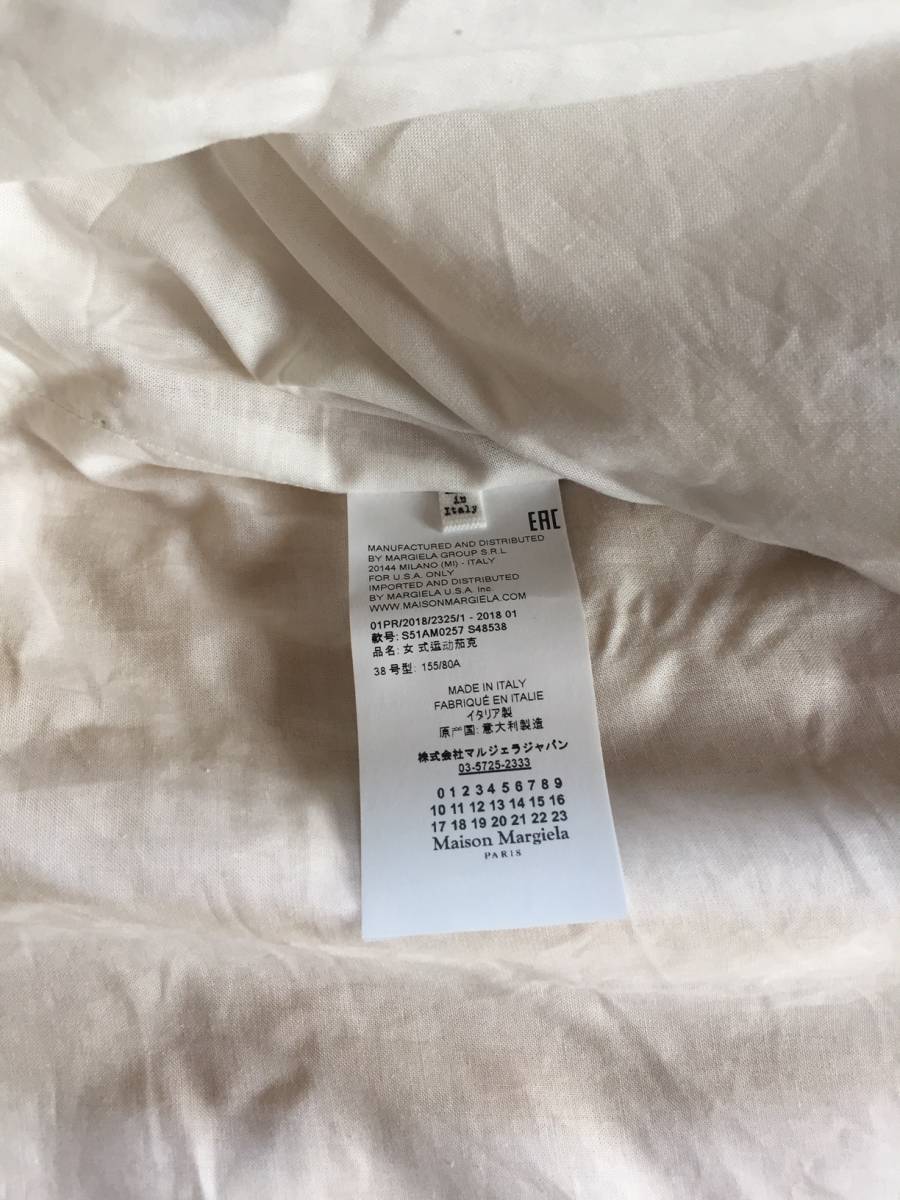 in
Italy
EAC
MANUFACTURED AND DISTRIBUTED
BY MARGIELA GROUP S.R.L
20144 MILANO (MI) - ITALY
FOR U.S.A. ONLY
IMPORTED AND DISTRIBUTED
BY MARGIELA U.S.A. Inc.
WWW.MAISONMARGIELA.COM
01PR/2018/2325/1 - 2018 01
款号: S51AM0257 S48538
品名: 女 式运动茄克
38 号型: 155/80A
MADE IN ITALY
FABRIQUÉ EN ITALIE
イタリア製
原产国: 意大利製造
株式会社マルジェラジャパン
03-5725-2333
0 1 2 3 4 5 6 7 8 9
10 11 12 13 14 15 16
17 18 19 20 21 22 23
Maison Margiela
PARIS